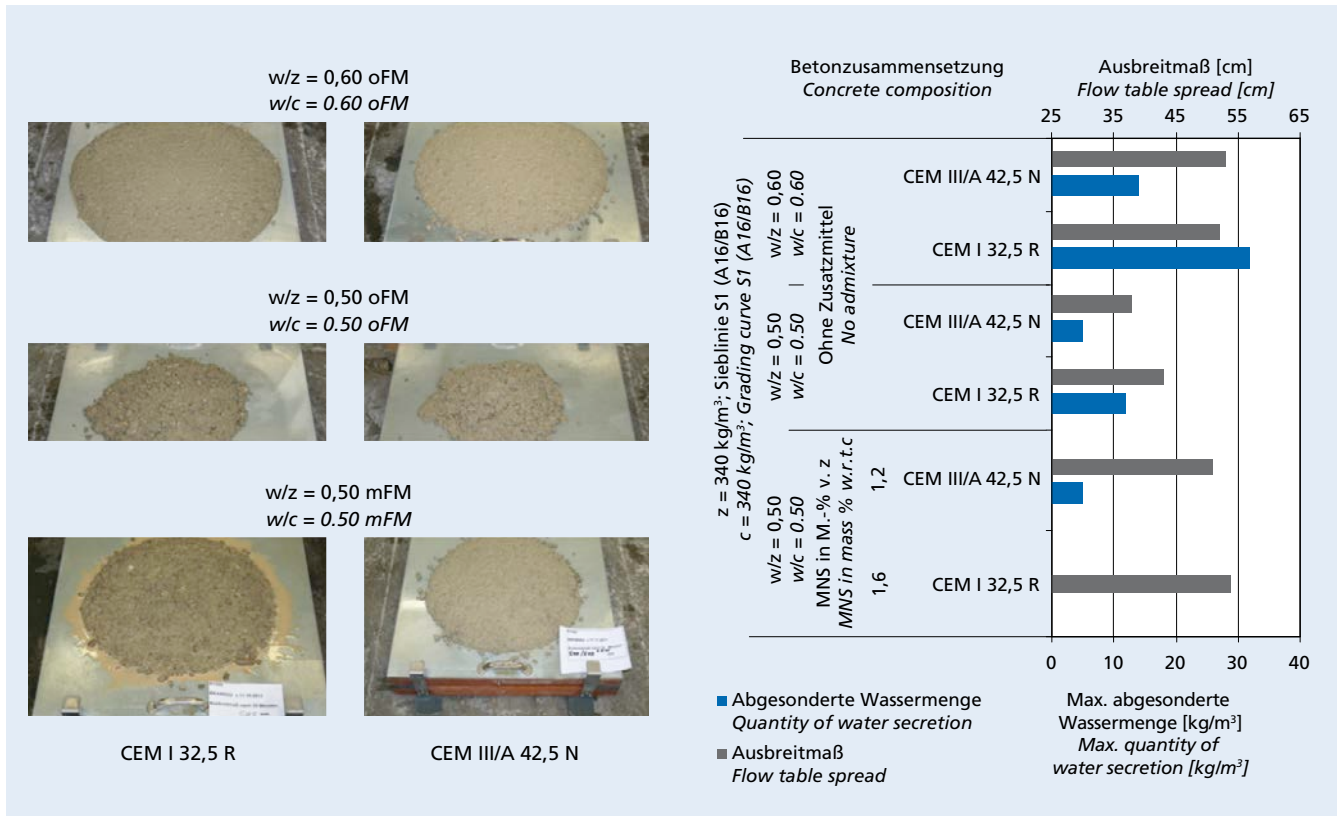 w/z = 0,60 oFM
w/c = 0.60 oFM
w/z = 0,50 oFM
w/c = 0.50 oFM
w/z = 0,50 mFM
w/c = 0.50 mFM
CEM I 32,5 R
CEM III/A 42,5 N
Betonzusammensetzung
Concrete composition
Ausbreitmaß [cm]
Flow table spread [cm]
25 35 45 55 65
z = 340 kg/m³; Sieblinie S1 (A16/B16)
c = 340 kg/m³; Grading curve S1 (A16/B16)
w/z = 0,60
w/c = 0.60
w/z = 0,50
w/c = 0.50
Ohne Zusatzmittel
No admixture
w/z = 0,50
w/c = 0.50
MNS in M.-% v. z
MNS in mass % w.r.t.c
1,2
1,6
CEM III/A 42,5 N
CEM I 32,5 R
CEM III/A 42,5 N
CEM I 32,5 R
CEM III/A 42,5 N
CEM I 32,5 R
0 10 20 30 40
Abgesonderte Wassermenge
Quantity of water secretion
Ausbreitmaß
Flow table spread
Max. abgesonderte
Wassermenge [kg/m³]
Max. quantity of
water secretion [kg/m³]